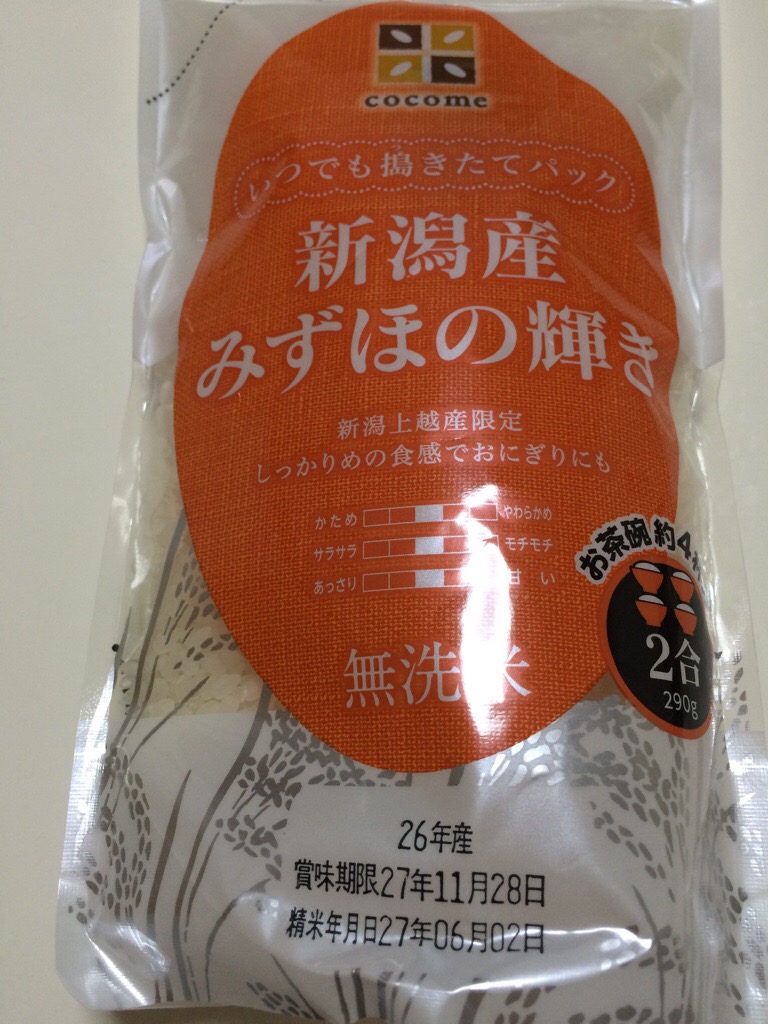 cocome
いつでも搗きたてパック
新潟産
みずほの輝き
新潟上越産限定
しっかりめの食感でおにぎりにも
かため やわらかめ
サラサラ モチモチ
あっさり 甘い
お茶碗 約4
2合
290g
無洗米
26年産
賞味期限27年11月28日
精米年月日27年06月02日